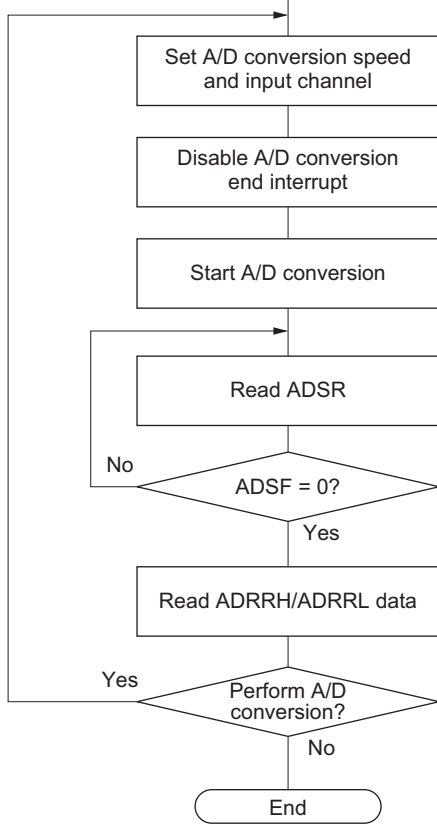 Set A/D conversion speed
and input channel
Disable A/D conversion
end interrupt
Start A/D conversion
Read ADSR
No
ADSF = 0?
Yes
Read ADRRH/ADRRL data
Yes
Perform A/D
conversion?
No
End